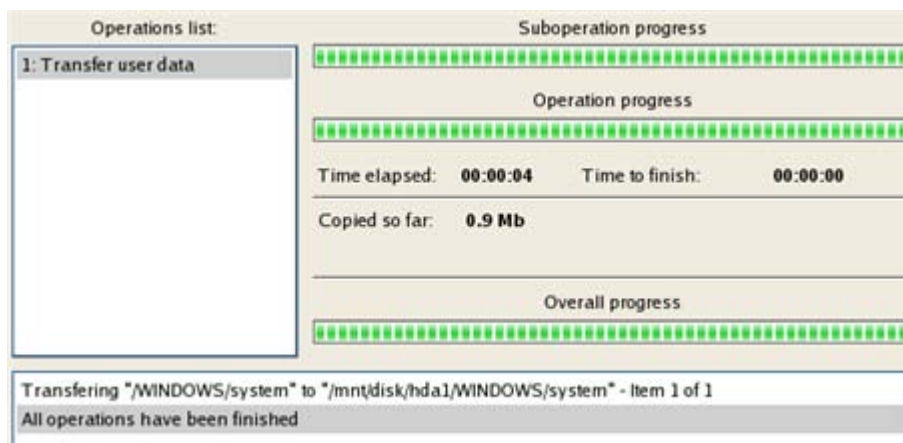 Operations list:
1: Transfer user data
Suboperation progress
Operation progress
Time elapsed: 00:00:04 Time to finish: 00:00:00
Copied so far: 0.9 Mb
Overall progress
Transfering "/WINDOWS/system" to "/mnt/disk/hda1/WINDOWS/system" - Item 1 of 1
All operations have been finished